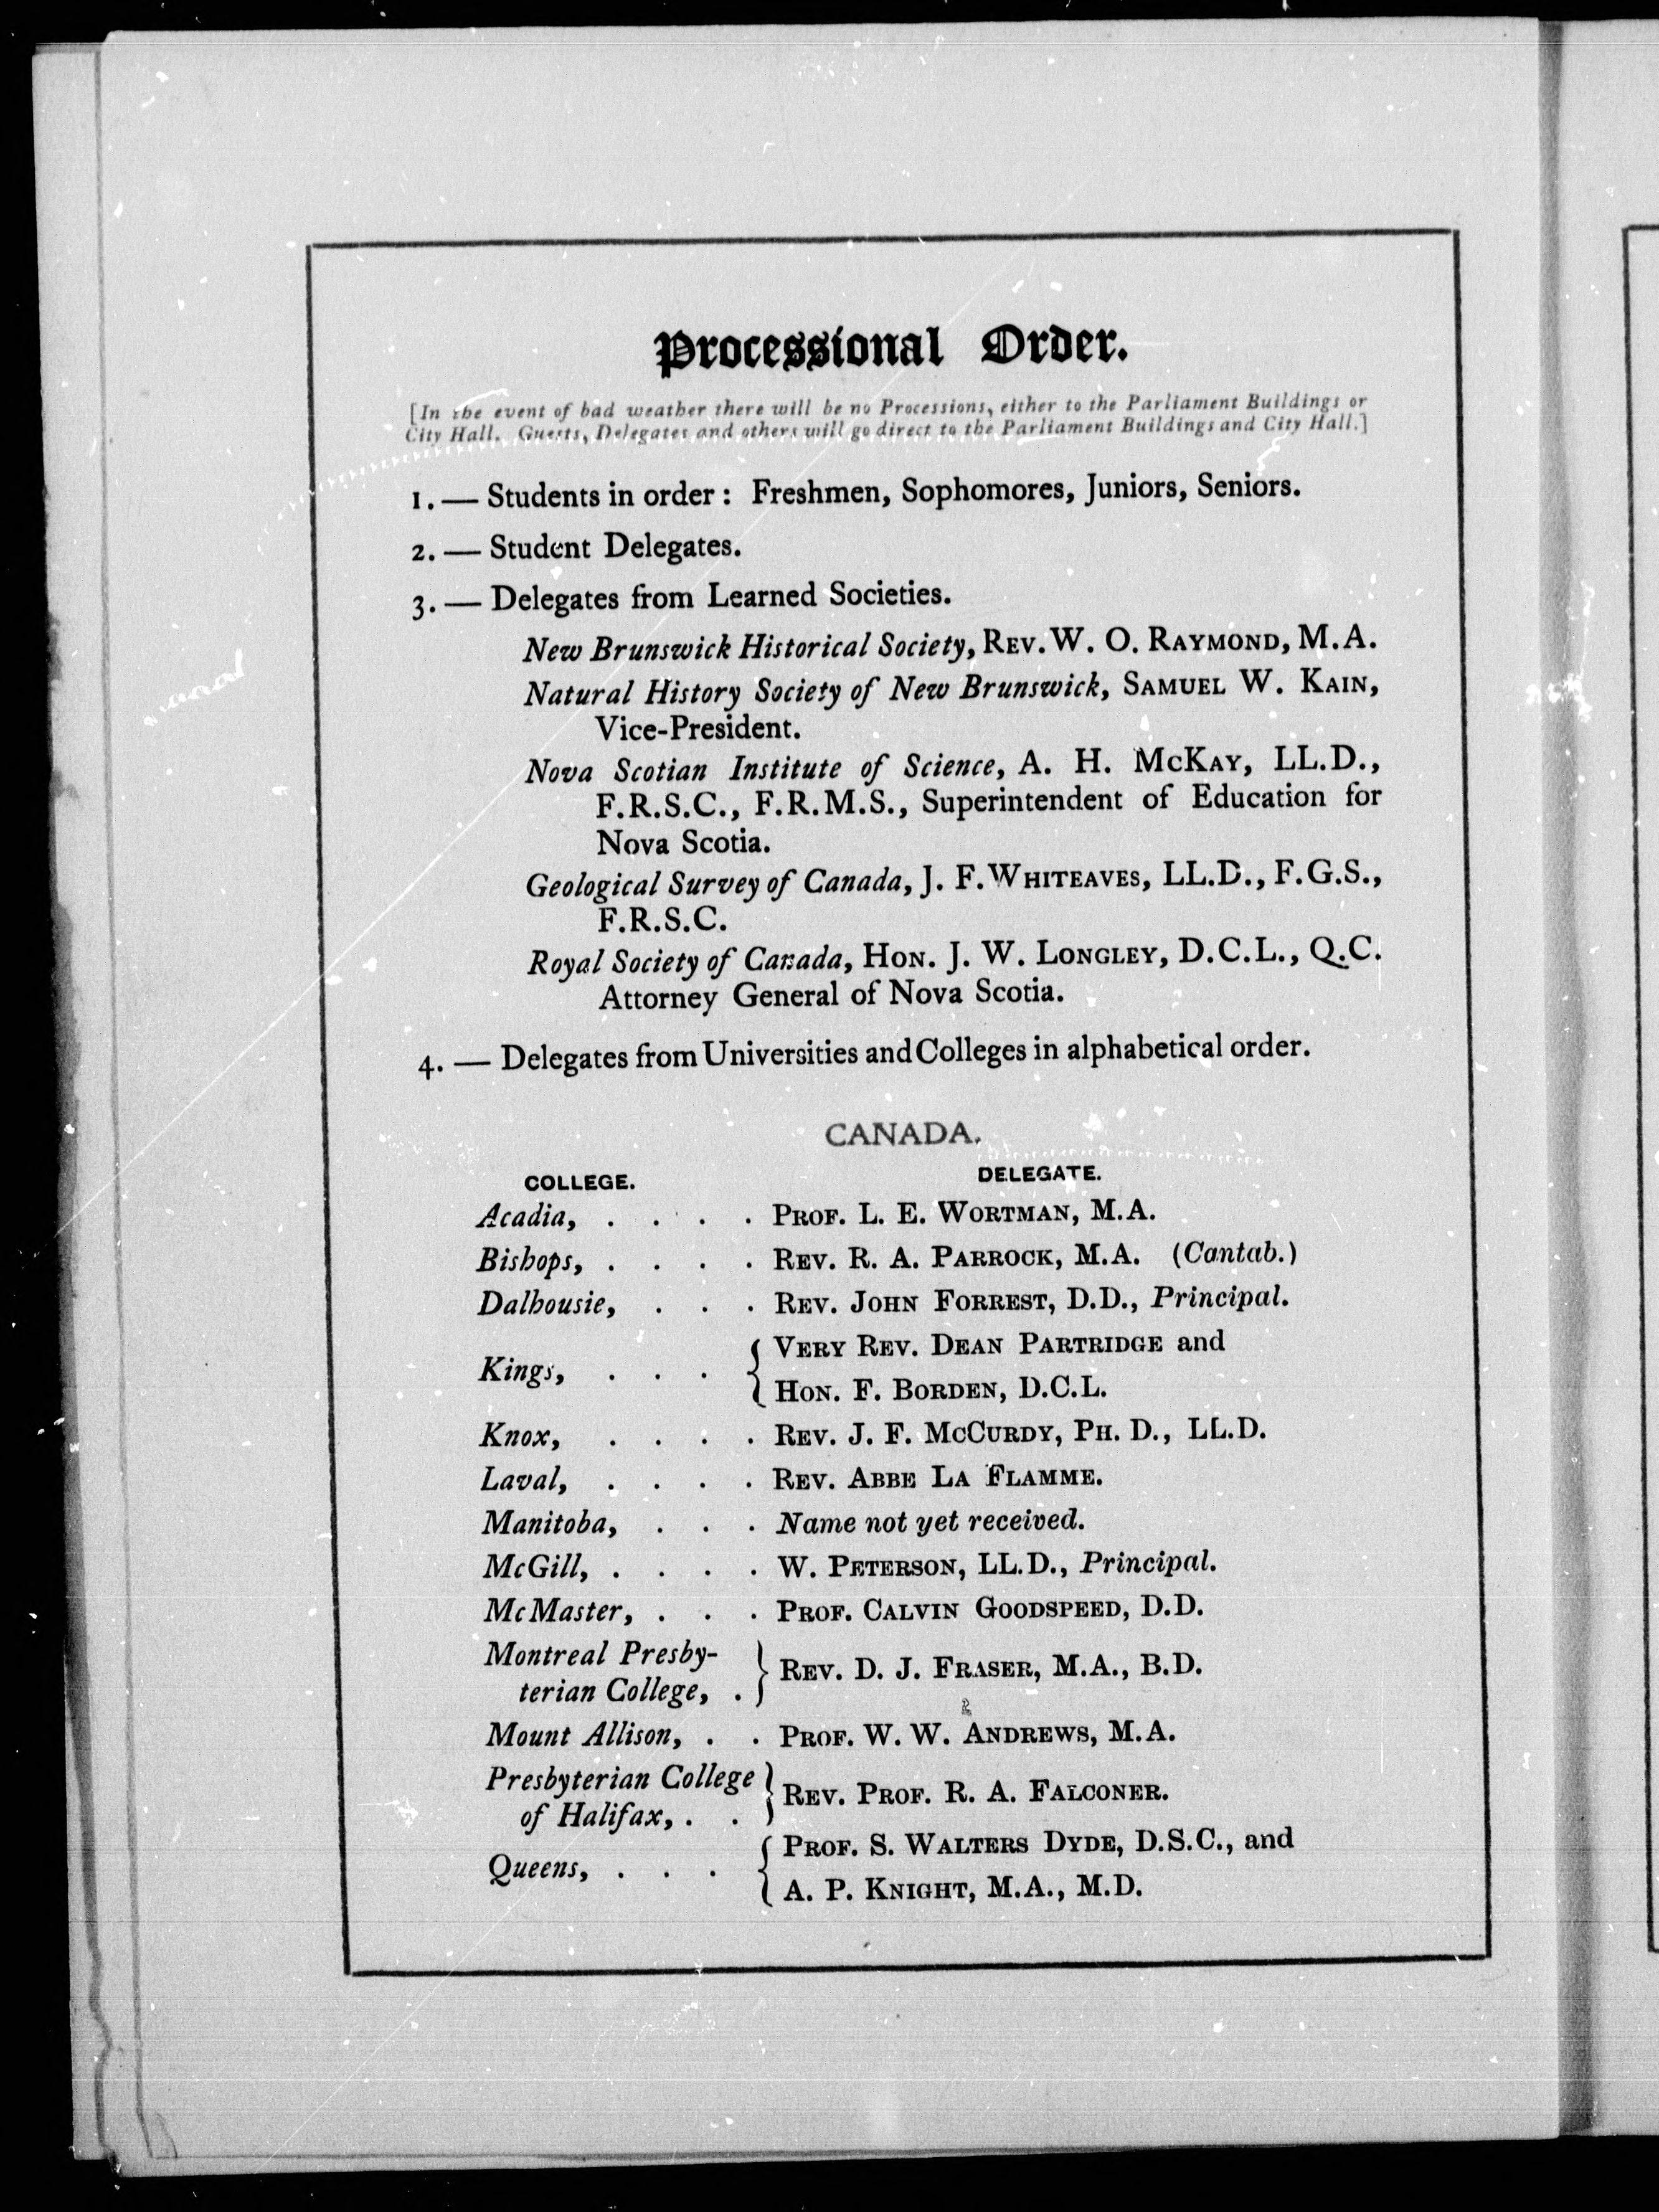 Processional Order.
[In the event of bad weather there will be no Processions, either to the Parliament Buildings or
City Hall. Guests, Delegates and others will go direct to the Parliament Buildings and City Hall.]
1. — Students in order : Freshmen, Sophomores, Juniors, Seniors.
2. — Student Delegates.
3. — Delegates from Learned Societies.
New Brunswick Historical Society, REV. W. O. RAYMOND, M.A.
Natural History Society of New Brunswick, SAMUEL W. KAIN,
Vice-President.
Nova Scotian Institute of Science, A. H. McKAY, LL.D.,
F.R.S.C., F.R.M.S., Superintendent of Education for
Nova Scotia.
Geological Survey of Canada, J. F. WHITEAVES, LL.D., F.G.S.,
F.R.S.C.
Royal Society of Canada, HON. J. W. LONGLEY, D.C.L., Q.C.
Attorney General of Nova Scotia.
4. — Delegates from Universities and Colleges in alphabetical order.
CANADA.
COLLEGE. DELEGATE.
Acadia, . . . . PROF. L. E. WORTMAN, M.A.
Bishops, . . . . REV. R. A. PARROCK, M.A. (Cantab.)
Dalhousie, . . . REV. JOHN FORREST, D.D., Principal.
Kings, . . . { VERY REV. DEAN PARTRIDGE and
HON. F. BORDEN, D.C.L.
Knox, . . . . REV. J. F. McCURDY, PH. D., LL.D.
Laval, . . . . REV. ABBE LA FLAMME.
Manitoba, . . . Name not yet received.
McGill, . . . . W. PETERSON, LL.D., Principal.
McMaster, . . . PROF. CALVIN GOODSPEED, D.D.
Montreal Presby-
terian College, . } REV. D. J. FRASER, M.A., B.D.
Mount Allison, . . PROF. W. W. ANDREWS, M.A.
Presbyterian College
of Halifax, . . } REV. PROF. R. A. FALCONER.
Queens, . . . { PROF. S. WALTERS DYDE, D.S.C., and
A. P. KNIGHT, M.A., M.D.